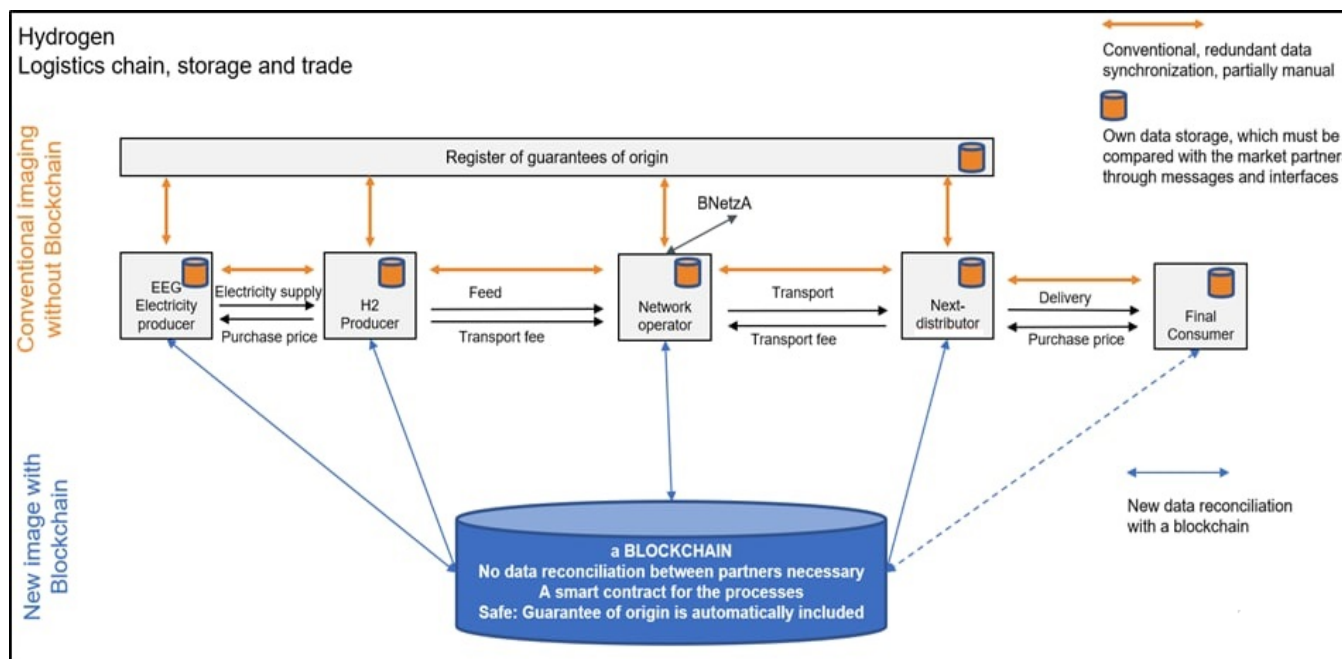 Hydrogen
Logistics chain, storage and trade
Conventional, redundant data
synchronization, partially manual
Own data storage, which must be
compared with the market partner
through messages and interfaces
Conventional imaging
without Blockchain
Register of guarantees of origin
BNetzA
EEG
Electricity
producer
Electricity supply
Purchase price
H2
Producer
Feed
Transport fee
Network
operator
Transport
Transport fee
Next-
distributor
Delivery
Purchase price
Final
Consumer
New image with
Blockchain
New data reconciliation
with a blockchain
a BLOCKCHAIN
No data reconciliation between partners necessary
A smart contract for the processes
Safe: Guarantee of origin is automatically included